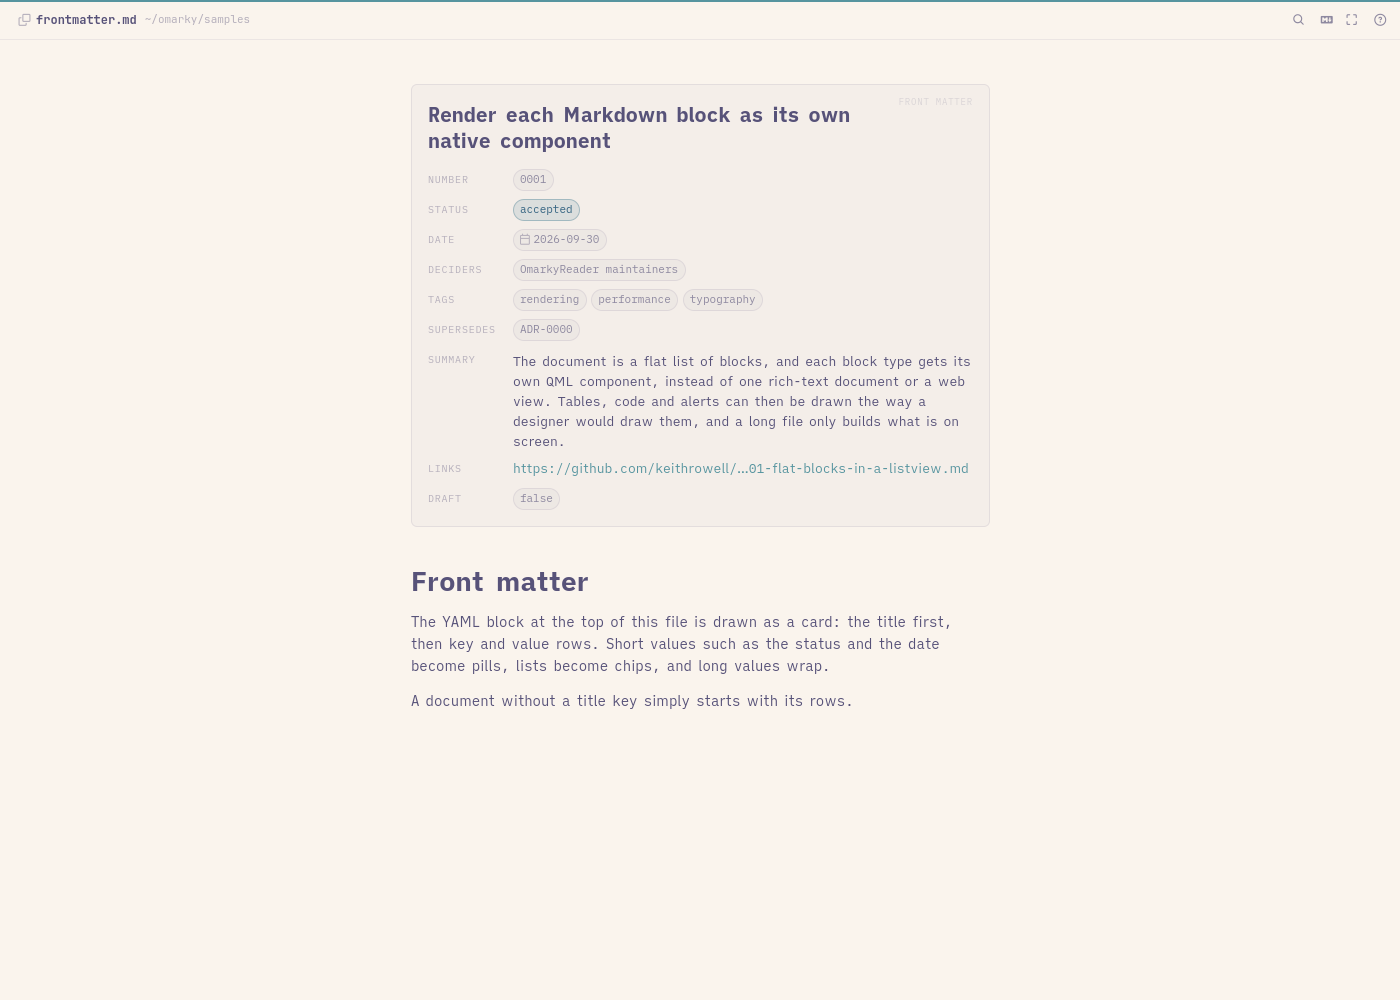 frontmatter.md ~/omarky/samples
FRONT MATTER
Render each Markdown block as its own
native component
NUMBER 0001
STATUS accepted
DATE 2026-09-30
DECIDERS OmarkyReader maintainers
TAGS rendering performance typography
SUPERSEDES ADR-0000
SUMMARY The document is a flat list of blocks, and each block type gets its
own QML component, instead of one rich-text document or a web
view. Tables, code and alerts can then be drawn the way a
designer would draw them, and a long file only builds what is on
screen.
LINKS https://github.com/keithrowell/…01-flat-blocks-in-a-listview.md
DRAFT false
Front matter
The YAML block at the top of this file is drawn as a card: the title first,
then key and value rows. Short values such as the status and the date
become pills, lists become chips, and long values wrap.
A document without a title key simply starts with its rows.